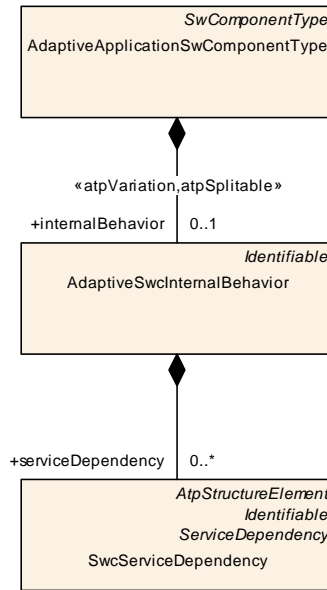 SwComponentType
AdaptiveApplicationSwComponentType
«atpVariation,atpSplitable»
+internalBehavior 0..1
Identifiable
AdaptiveSwcInternalBehavior
+serviceDependency 0..*
AtpStructureElement
Identifiable
ServiceDependency
SwcServiceDependency